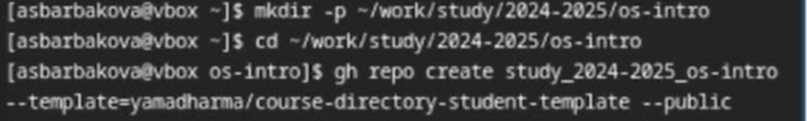 [asbarbakova@vbox ~]$ mkdir -p ~/work/study/2024-2025/os-intro
[asbarbakova@vbox ~]$ cd ~/work/study/2024-2025/os-intro
[asbarbakova@vbox os-intro]$ gh repo create study_2024-2025_os-intro
--template=yamadharma/course-directory-student-template --public